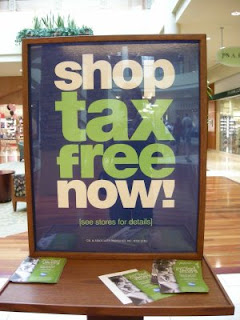 shop
tax
free
now!
(see stores for details)